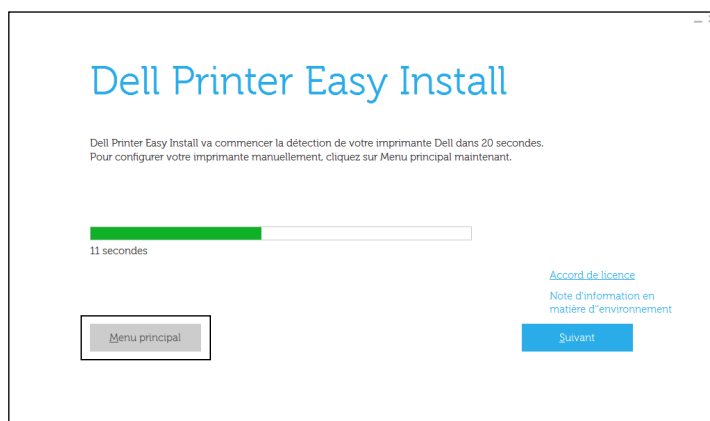 Dell Printer Easy Install
Dell Printer Easy Install va commencer la détection de votre imprimante Dell dans 20 secondes.
Pour configurer votre imprimante manuellement, cliquez sur Menu principal maintenant.
11 secondes
Accord de licence
Note d'information en
matière d''environnement
Menu principal
Suivant